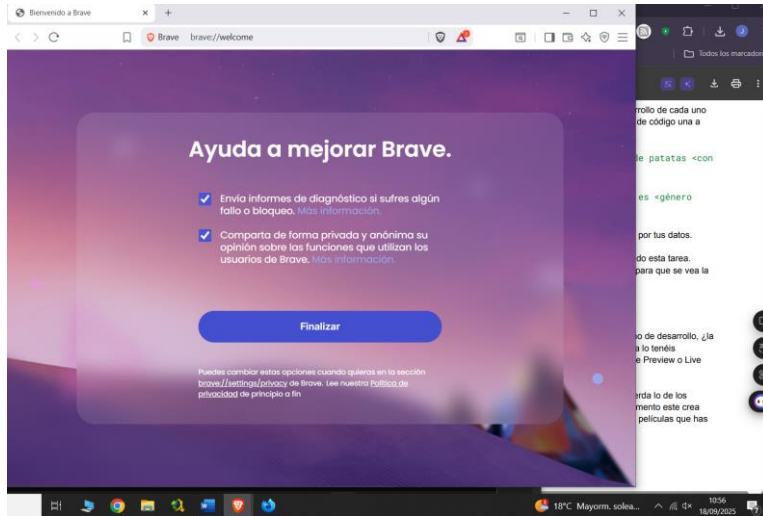 Bienvenido a Brave
Brave brave://welcome
Todos los marcadores
Ayuda a mejorar Brave.
Envía informes de diagnóstico si sufres algún
fallo o bloqueo. Más información.
Comparta de forma privada y anónima su
opinión sobre las funciones que utilizan los
usuarios de Brave. Más información.
Finalizar
Puedes cambiar estas opciones cuando quieras en la sección
brave://settings/privacy de Brave. Lee nuestra Política de
privacidad de principio a fin
rrollo de cada uno
de código una a
de patatas <con
es <género
por tus datos.
do esta tarea.
para que se vea la
no de desarrollo, ¿la
a lo tenéis
e Preview o Live
erda lo de los
mento este crea
películas que has
18°C Mayorm. solea...
10:56
18/09/2025